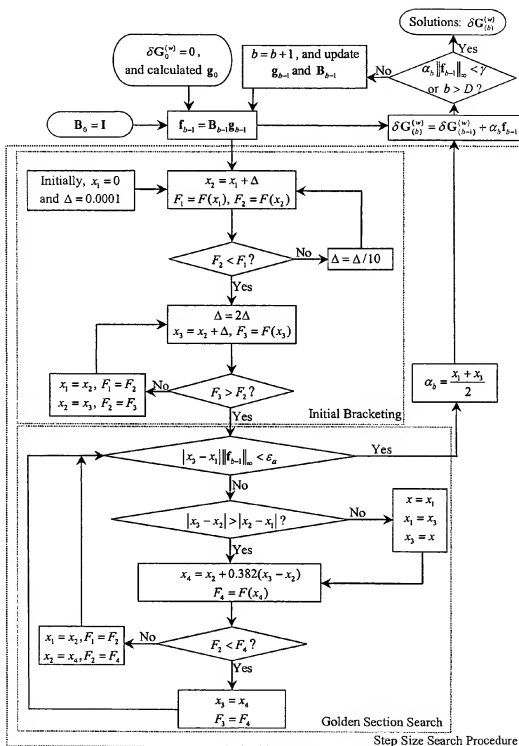 Solutions: δG_(b)^(w)
δG_0^(w) = 0,
and calculated g_0
b = b+1, and update
g_{b-1} and B_{b-1}
No
Yes
α_b‖f_{b-1}‖_∞ < γ
or b > D ?
B_0 = I
f_{b-1} = B_{b-1}g_{b-1}
δG_(b)^(w) = δG_(b-1)^(w) + α_b f_{b-1}
Initially, x_1 = 0
and Δ = 0.0001
x_2 = x_1 + Δ
F_1 = F(x_1), F_2 = F(x_2)
F_2 < F_1 ?
No
Δ = Δ/10
Yes
Δ = 2Δ
x_3 = x_2 + Δ, F_3 = F(x_3)
x_1 = x_2, F_1 = F_2
x_2 = x_3, F_2 = F_3
No
F_3 > F_2 ?
Yes
α_b = (x_1 + x_3)/2
Initial Bracketing
|x_3 − x_1|‖f_{b-1}‖_∞ < ε_α
Yes
No
|x_3 − x_2| > |x_2 − x_1| ?
No
x = x_1
x_1 = x_3
x_3 = x
Yes
x_4 = x_2 + 0.382(x_3 − x_2)
F_4 = F(x_4)
x_1 = x_2, F_1 = F_2
x_2 = x_4, F_2 = F_4
No
F_2 < F_4 ?
Yes
x_3 = x_4
F_3 = F_4
Golden Section Search
Step Size Search Procedure